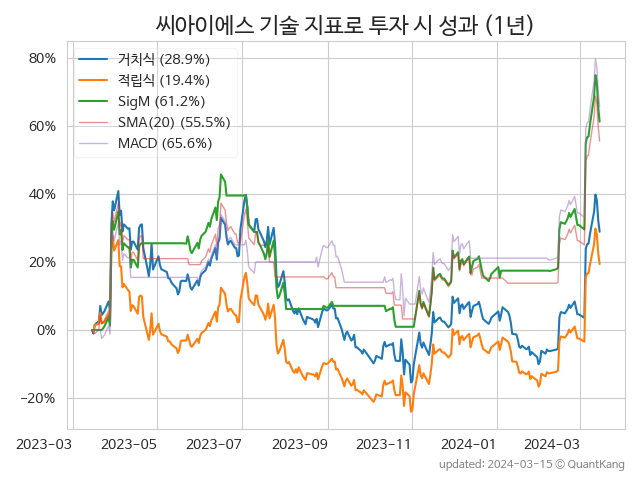 씨아이에스 기술 지표로 투자 시 성과 (1년)
80%
60%
40%
20%
0%
−20%
거치식 (28.9%)
적립식 (19.4%)
SigM (61.2%)
SMA(20) (55.5%)
MACD (65.6%)
2023-03 2023-05 2023-07 2023-09 2023-11 2024-01 2024-03
updated: 2024-03-15 © QuantKang